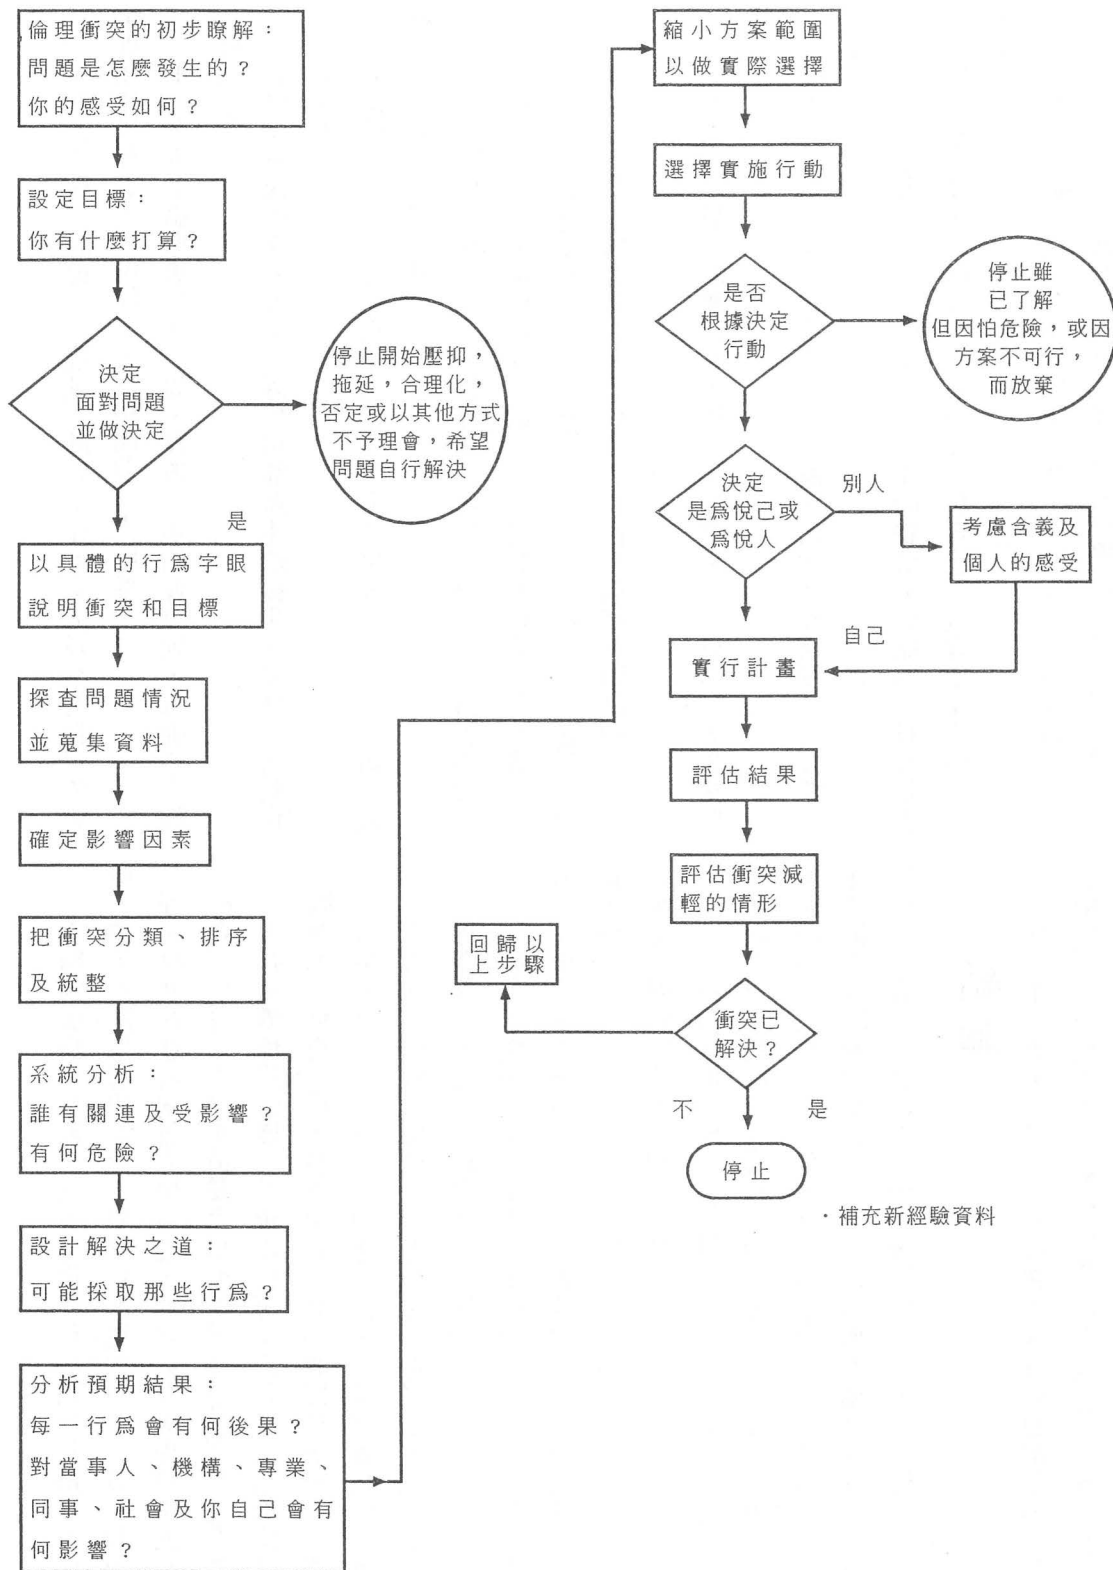 倫理衝突的初步瞭解：
問題是怎麼發生的？
你的感受如何？
設定目標：
你有什麼打算？
決定
面對問題
並做決定
停止開始壓抑，
拖延，合理化，
否定或以其他方式
不予理會，希望
問題自行解決
是
以具體的行爲字眼
說明衝突和目標
探查問題情況
並蒐集資料
確定影響因素
把衝突分類、排序
及統整
系統分析：
誰有關連及受影響？
有何危險？
設計解決之道：
可能採取那些行爲？
分析預期結果：
每一行爲會有何後果？
對當事人、機構、專業、
同事、社會及你自己會有
何影響？
縮小方案範圍
以做實際選擇
選擇實施行動
是否
根據決定
行動
停止雖
已了解
但因怕危險，或因
方案不可行，
而放棄
決定
是爲悅己或
爲悅人
別人
考慮含義及
個人的感受
自己
實行計畫
評估結果
評估衝突減
輕的情形
回歸以
上步驟
衝突已
解決？
不
是
停止
·補充新經驗資料